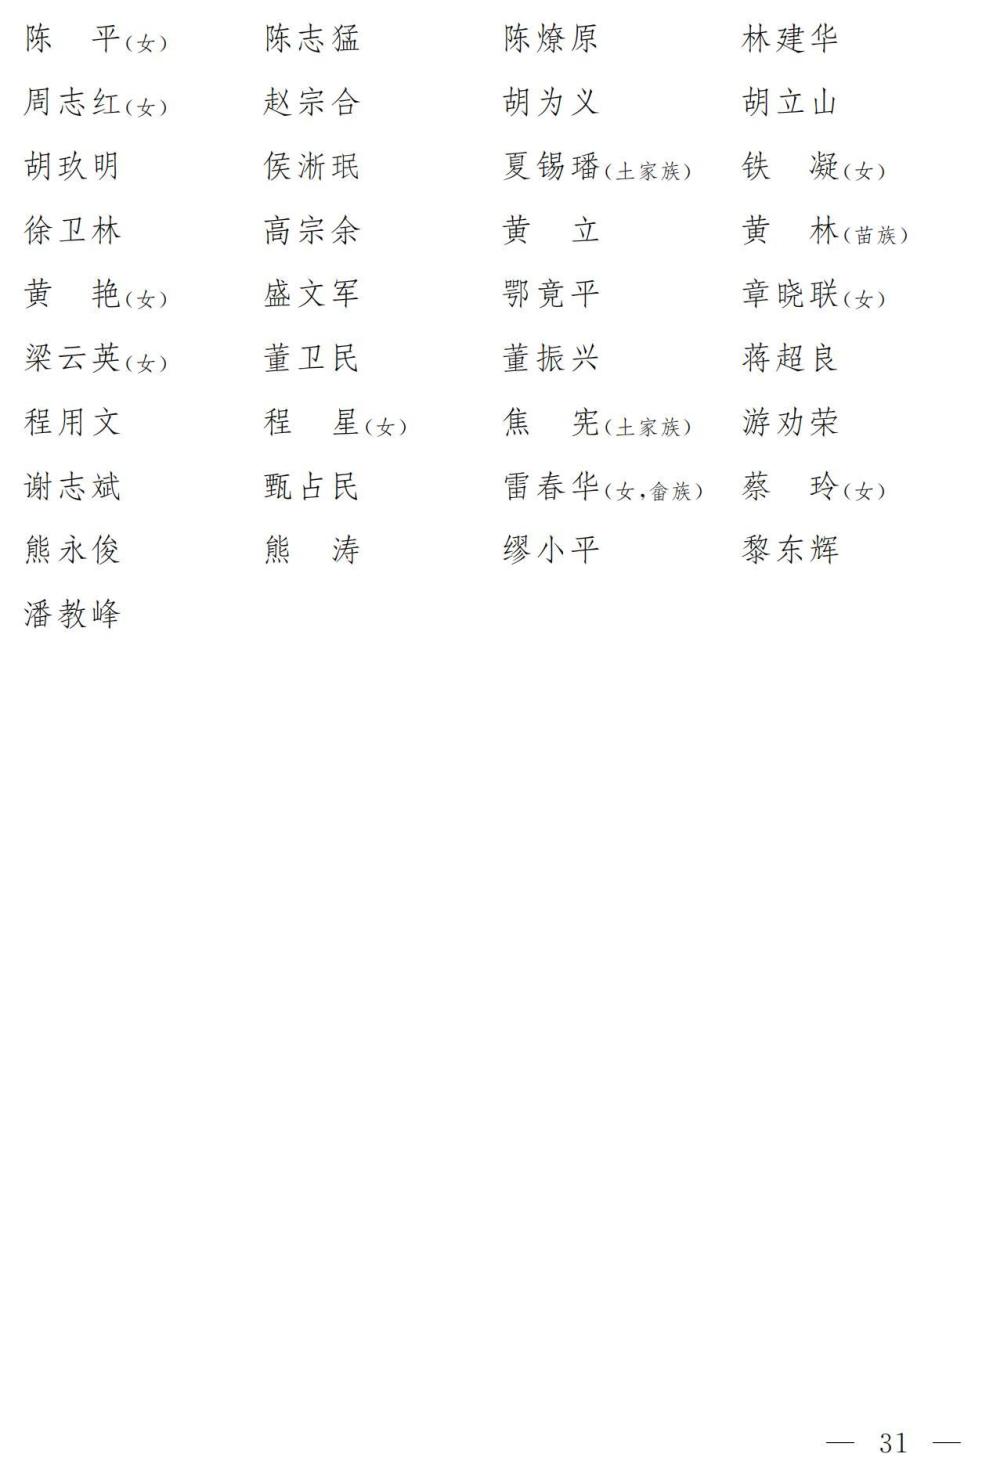 陈　平(女)　陈志猛　陈燎原　林建华
周志红(女)　赵宗合　胡为义　胡立山
胡玖明　侯淅珉　夏锡璠(土家族)　铁　凝(女)
徐卫林　高宗余　黄　立　黄　林(苗族)
黄　艳(女)　盛文军　鄂竟平　章晓联(女)
梁云英(女)　董卫民　董振兴　蒋超良
程用文　程　星(女)　焦　宪(土家族)　游劝荣
谢志斌　甄占民　雷春华(女,畲族)　蔡　玲(女)
熊永俊　熊　涛　缪小平　黎东辉
潘教峰
— 31 —